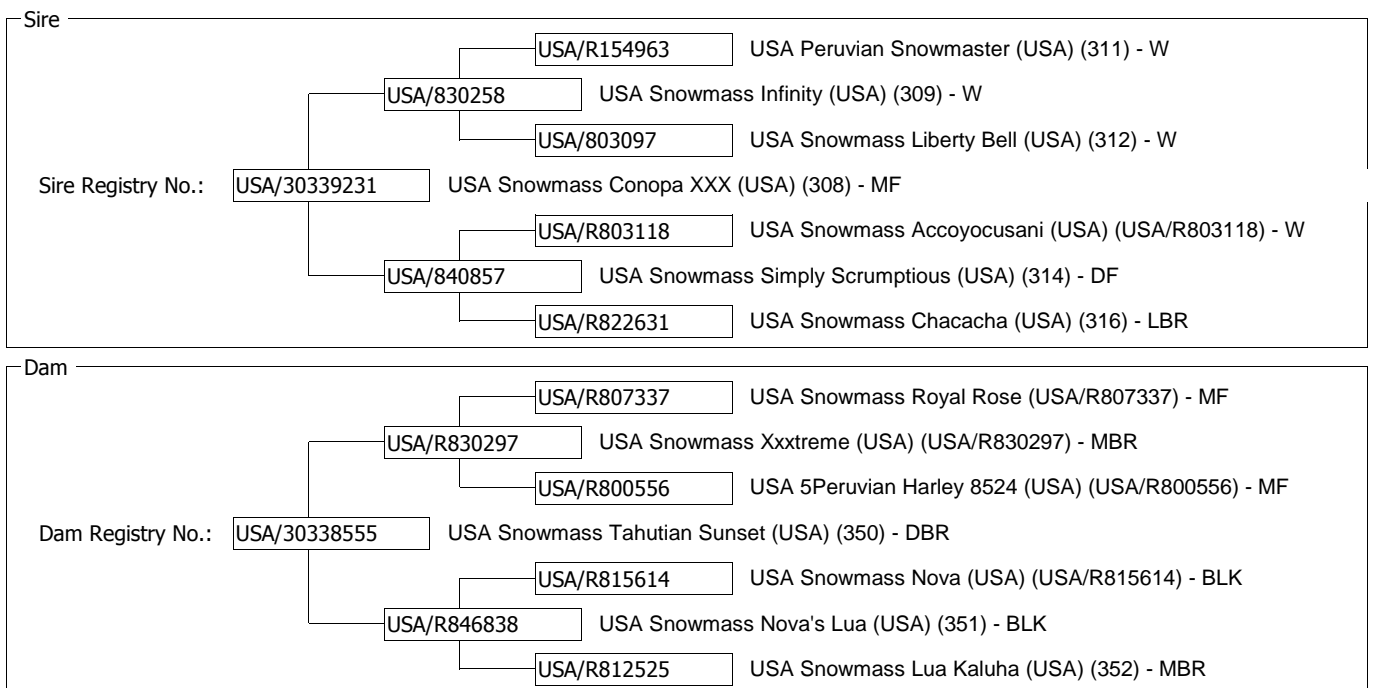 Sire
USA/R154963 USA Peruvian Snowmaster (USA) (311) - W
USA/830258 USA Snowmass Infinity (USA) (309) - W
USA/803097 USA Snowmass Liberty Bell (USA) (312) - W
Sire Registry No.: USA/30339231 USA Snowmass Conopa XXX (USA) (308) - MF
USA/R803118 USA Snowmass Accoyocusani (USA) (USA/R803118) - W
USA/840857 USA Snowmass Simply Scrumptious (USA) (314) - DF
USA/R822631 USA Snowmass Chacacha (USA) (316) - LBR
Dam
USA/R807337 USA Snowmass Royal Rose (USA/R807337) - MF
USA/R830297 USA Snowmass Xxxtreme (USA) (USA/R830297) - MBR
USA/R800556 USA 5Peruvian Harley 8524 (USA) (USA/R800556) - MF
Dam Registry No.: USA/30338555 USA Snowmass Tahutian Sunset (USA) (350) - DBR
USA/R815614 USA Snowmass Nova (USA) (USA/R815614) - BLK
USA/R846838 USA Snowmass Nova's Lua (USA) (351) - BLK
USA/R812525 USA Snowmass Lua Kaluha (USA) (352) - MBR